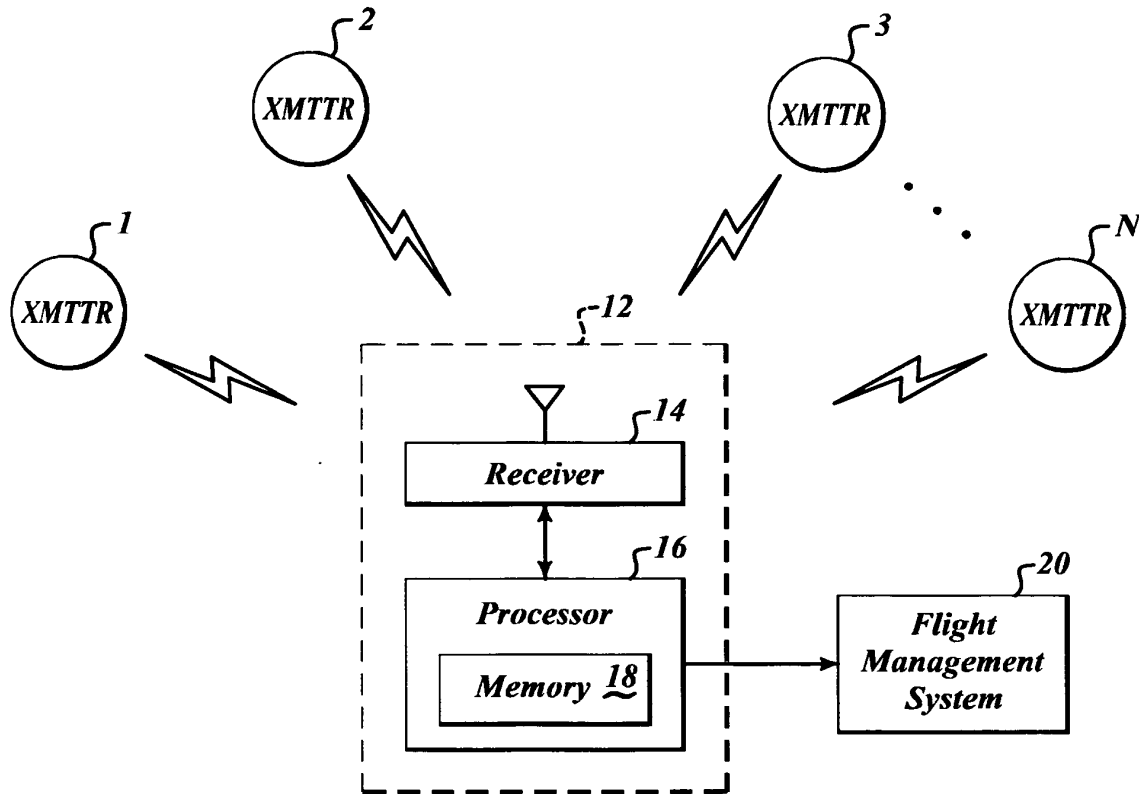 2
3
XMTTR
XMTTR
1
N
XMTTR
XMTTR
12
14
Receiver
16
20
Processor
Memory 18
Flight
Management
System